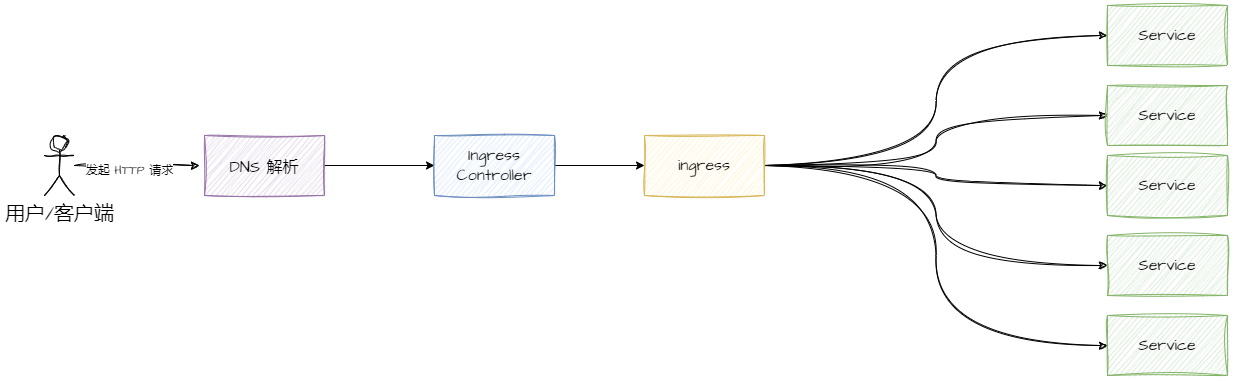 用户/客户端
发起 HTTP 请求
DNS 解析
Ingress
Controller
ingress
Service
Service
Service
Service
Service